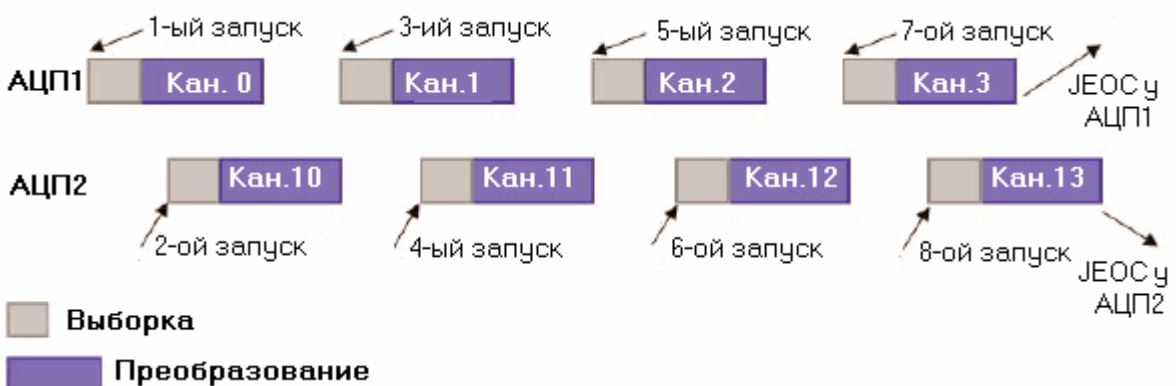 1-ый запуск
3-ий запуск
5-ый запуск
7-ой запуск
АЦП1
Кан. 0
Кан.1
Кан.2
Кан.3
JEOC у
АЦП1
АЦП2
Кан.10
Кан.11
Кан.12
Кан.13
2-ой запуск
4-ый запуск
6-ой запуск
8-ой запуск
JEOC у
АЦП2
Выборка
Преобразование